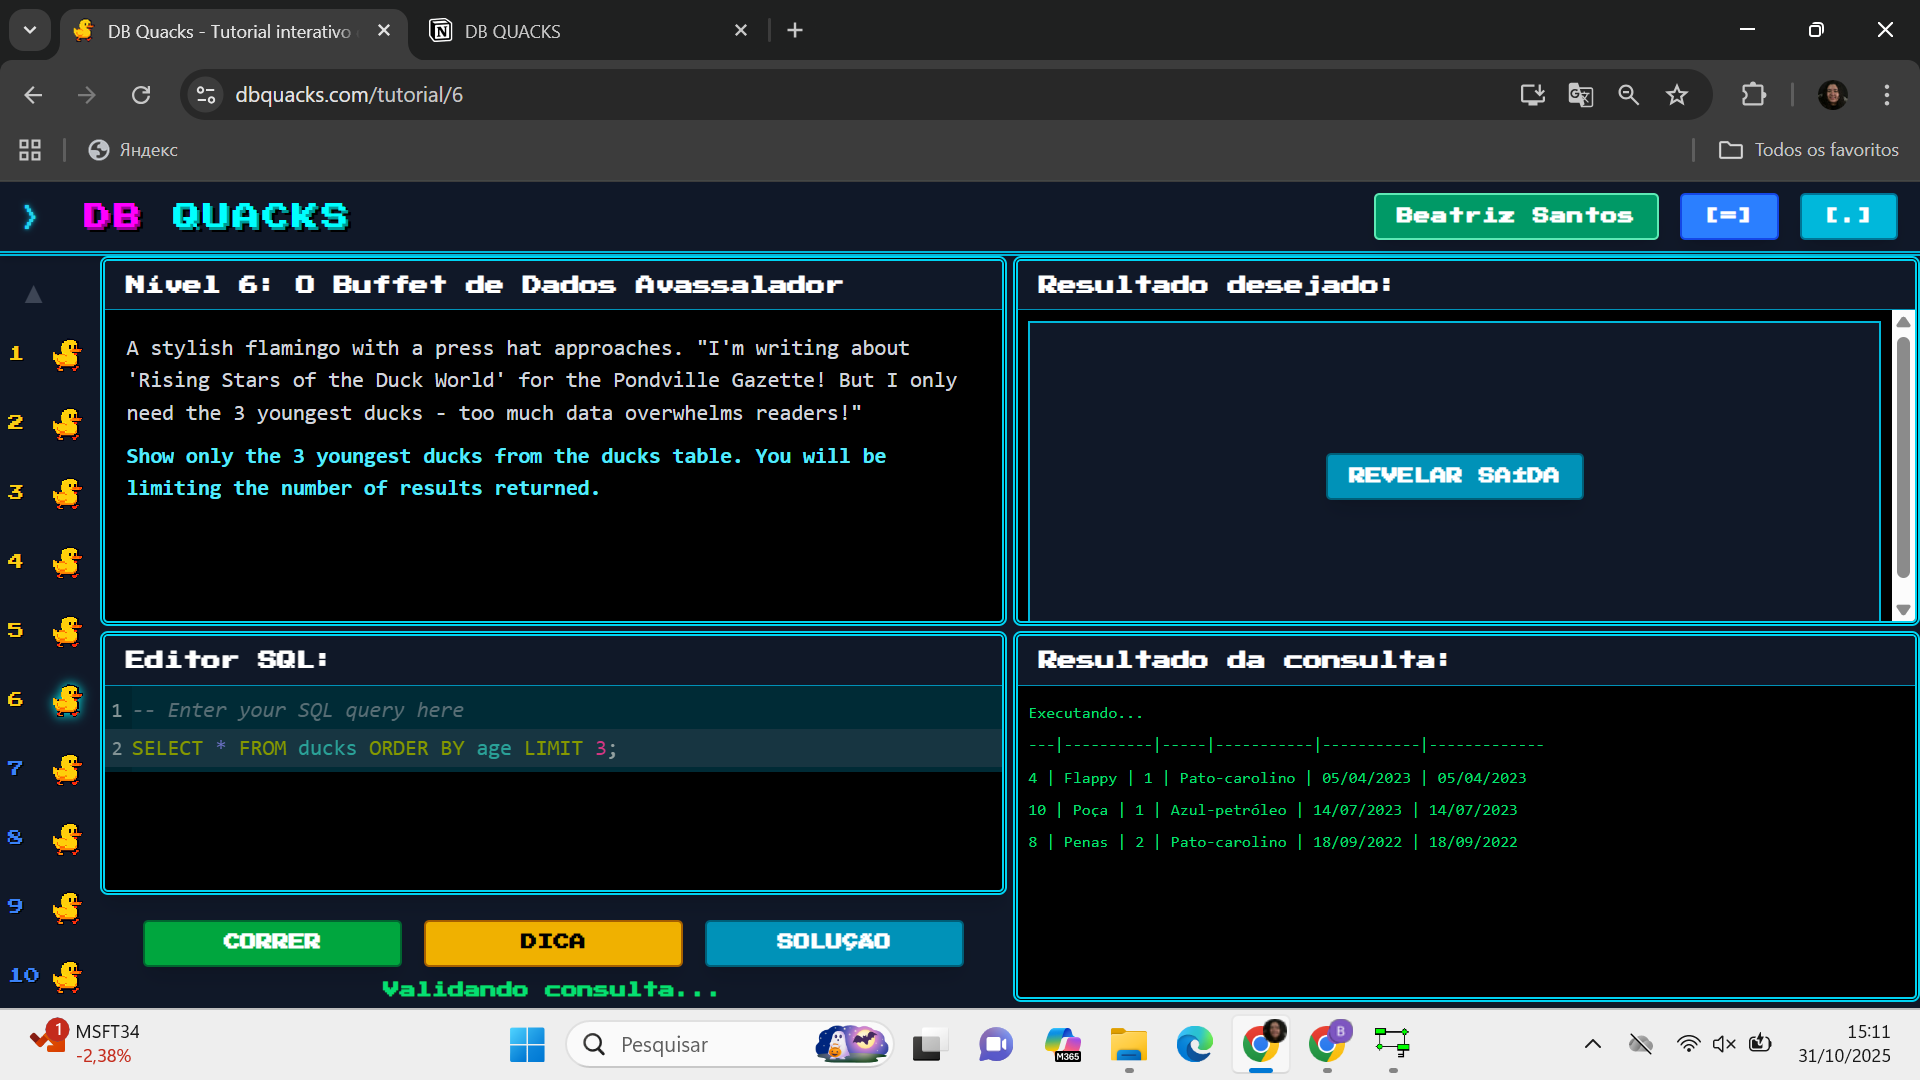 DB Quacks - Tutorial interativo
DB QUACKS
dbquacks.com/tutorial/6
Яндекс
Todos os favoritos
DB QUACKS
Beatriz Santos
[=]
[.]
Nível 6: O Buffet de Dados Avassalador
A stylish flamingo with a press hat approaches. "I'm writing about
'Rising Stars of the Duck World' for the Pondville Gazette! But I only
need the 3 youngest ducks - too much data overwhelms readers!"
Show only the 3 youngest ducks from the ducks table. You will be
limiting the number of results returned.
Resultado desejado:
REVELAR SAíDA
1
2
3
4
5
6
7
8
9
10
Editor SQL:
1 -- Enter your SQL query here
2 SELECT * FROM ducks ORDER BY age LIMIT 3;
CORRER
DICA
SOLUÇÃO
Validando consulta...
Resultado da consulta:
Executando...
---|----------|-----|-----------|-----------|-------------
4 | Flappy | 1 | Pato-carolino | 05/04/2023 | 05/04/2023
10 | Poça | 1 | Azul-petróleo | 14/07/2023 | 14/07/2023
8 | Penas | 2 | Pato-carolino | 18/09/2022 | 18/09/2022
1
MSFT34
-2,38%
Pesquisar
M365
B
15:11
31/10/2025